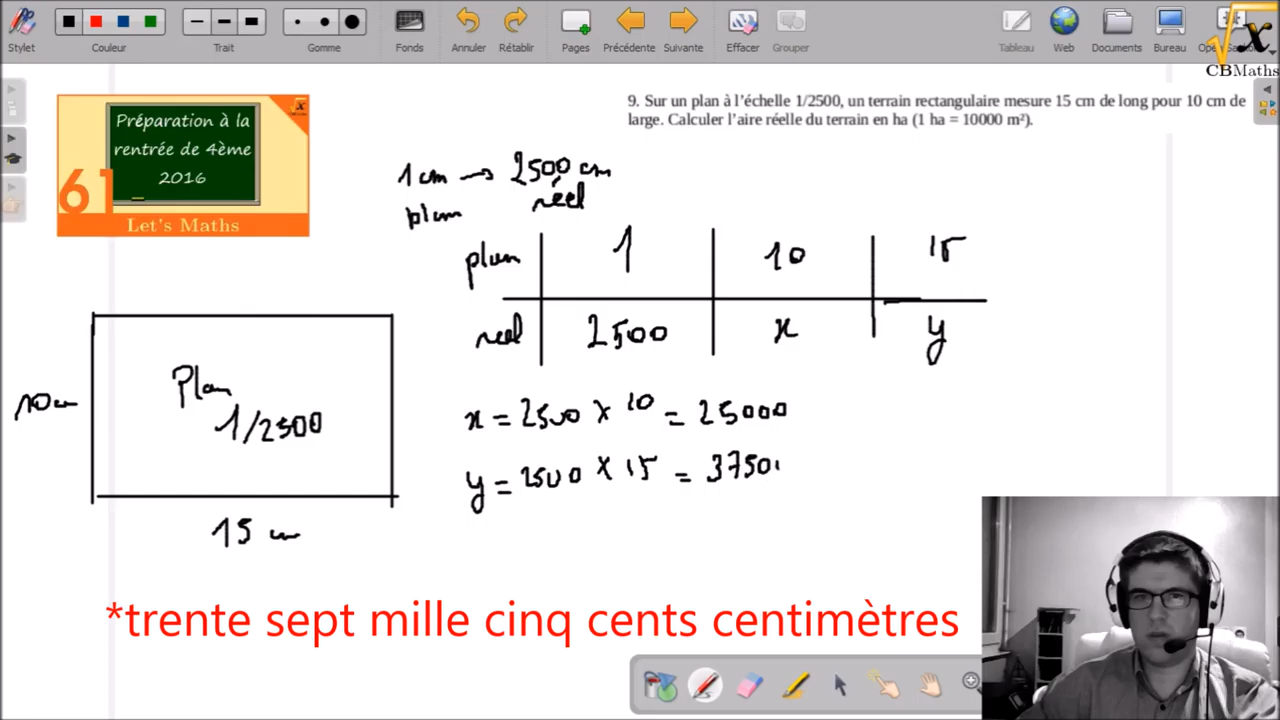 Stylet Couleur Trait Gomme Fonds Annuler Rétablir Pages Précédente Suivante Effacer Grouper Tableau Web Documents Bureau
CBMaths
9. Sur un plan à l'échelle 1/2500, un terrain rectangulaire mesure 15 cm de long pour 10 cm de
large. Calculer l'aire réelle du terrain en ha (1 ha = 10000 m²).
Préparation à la
rentrée de 4ème
2016
61
Let's Maths
1 cm → 2500 cm
plan réel
plan 1 10 15
réel 2500 x y
Plan
1/2500
10 cm
15 cm
x = 2500 × 10 = 25000
y = 2500 × 15 = 3750
*trente sept mille cinq cents centimètres